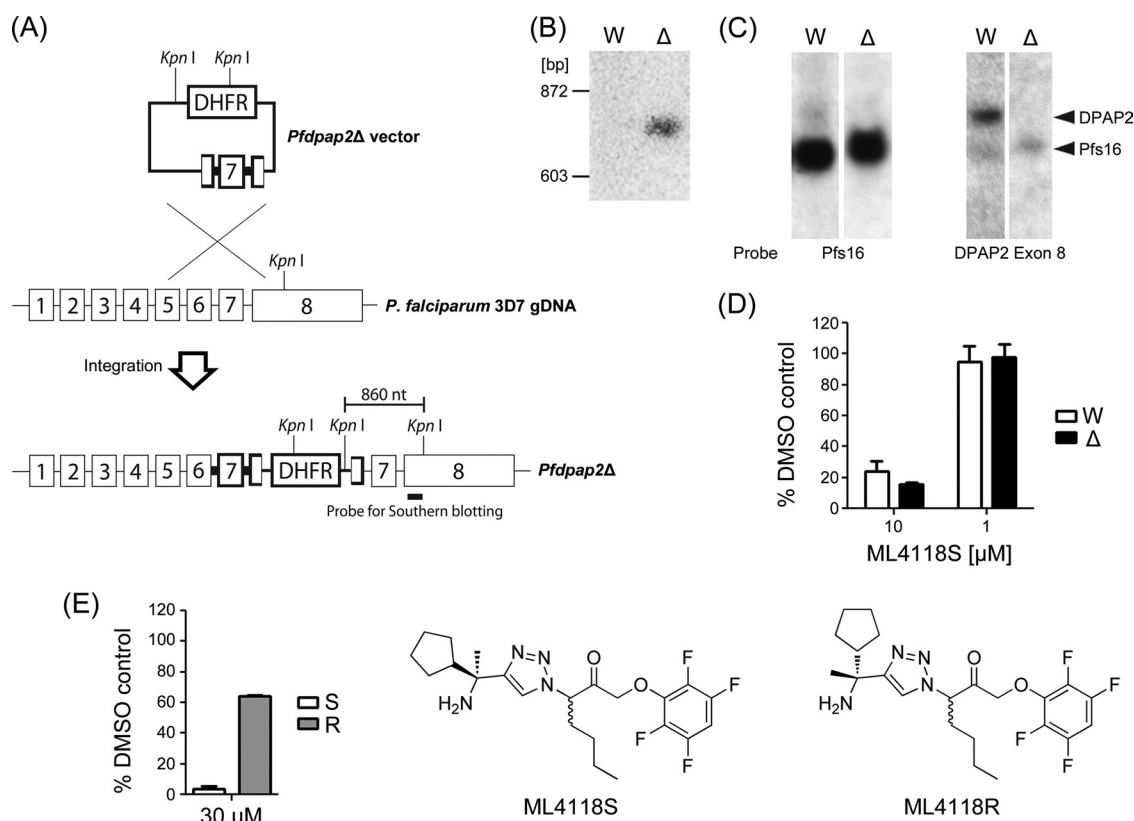 (A)
Kpn I
Kpn I
DHFR
Pfdpap2Δ vector
7
Kpn I
1 2 3 4 5 6 7 8
P. falciparum 3D7 gDNA
Integration
860 nt
Kpn I Kpn I Kpn I
1 2 3 4 5 6 7 DHFR 7 8
Pfdpap2Δ
Probe for Southern blotting
(B)
W Δ
[bp]
872
603
(C)
W Δ W Δ
DPAP2
Pfs16
Probe Pfs16 DPAP2 Exon 8
(D)
% DMSO control
120
100
80
60
40
20
0
10 1
ML4118S [µM]
W
Δ
(E)
% DMSO control
120
100
80
60
40
20
0
30 µM
S
R
N N
N
H2N
O
O
F
F
F
F
ML4118S
N N
N
H2N
O
O
F
F
F
F
ML4118R